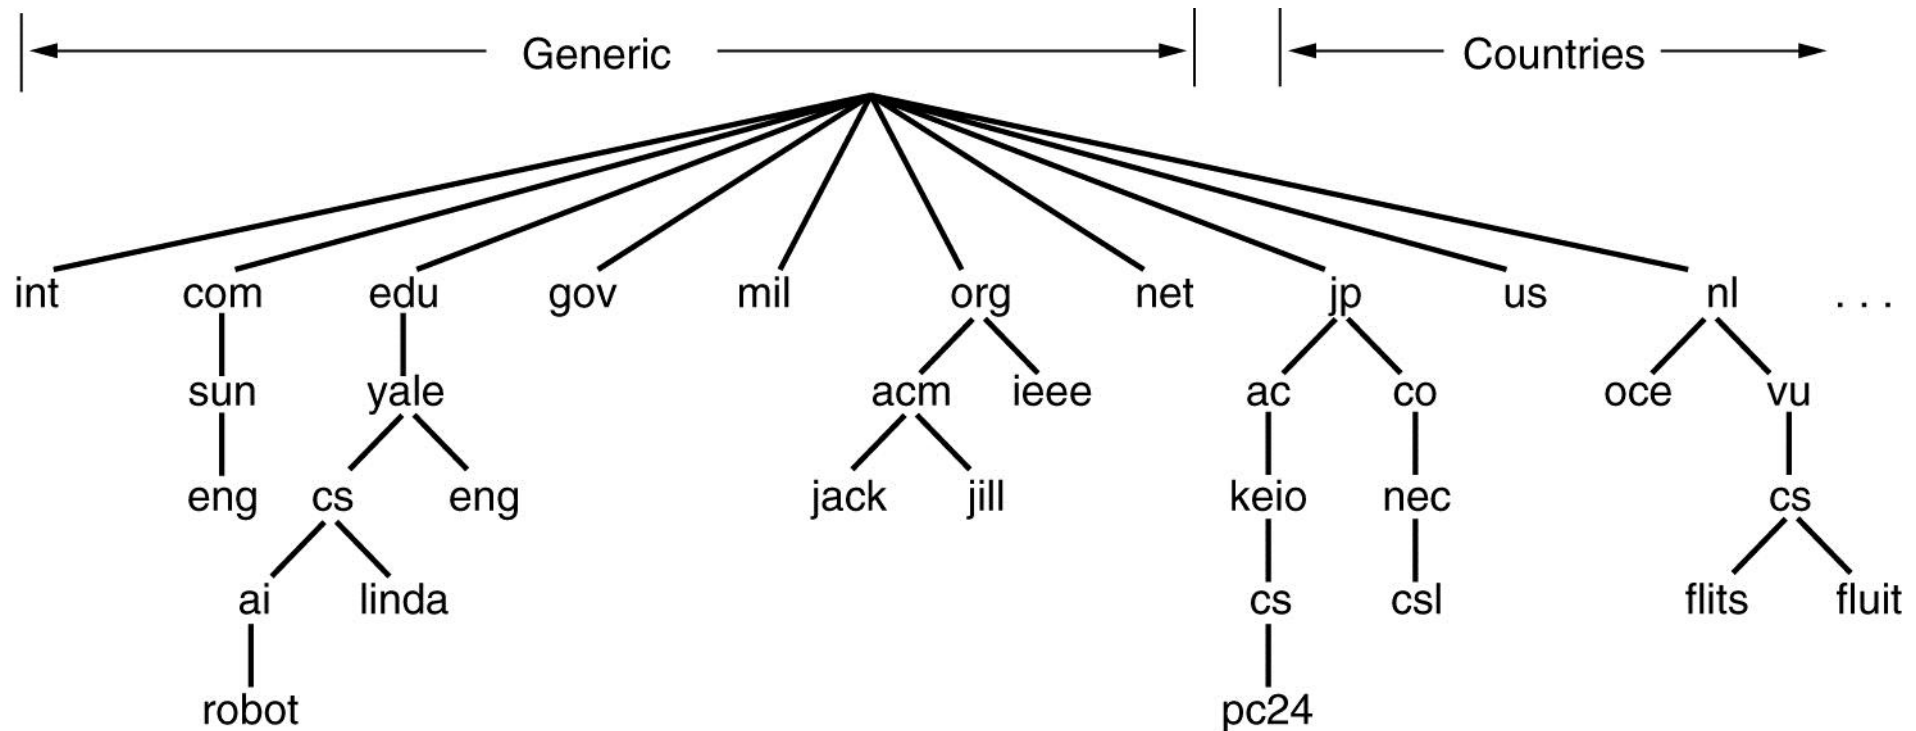 Generic Countries
int com edu gov mil org net jp us nl . . .
sun yale acm ieee ac co oce vu
eng cs eng jack jill keio nec cs
ai linda cs csl flits fluit
robot pc24